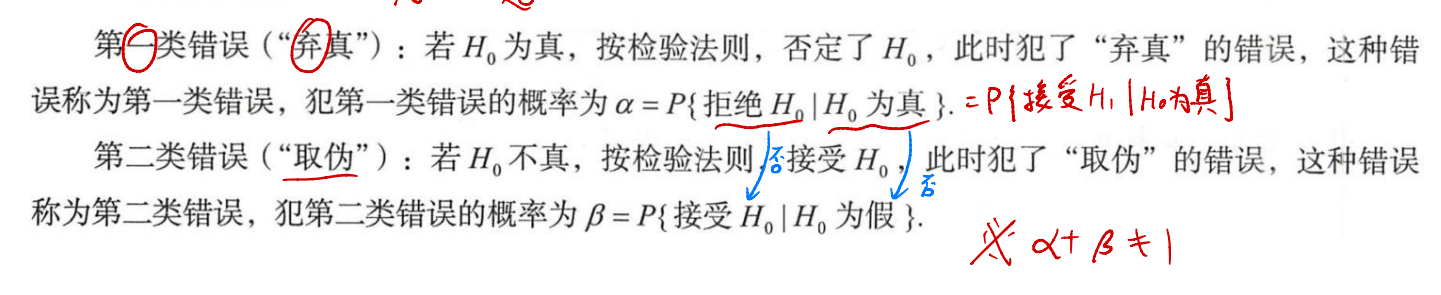 第一类错误（“弃真”）：若 H₀ 为真，按检验法则，否定了 H₀，此时犯了“弃真”的错误，这种错
误称为第一类错误，犯第一类错误的概率为 α = P{拒绝 H₀ | H₀ 为真}. = P{接受 H₁ | H₀为真}
第二类错误（“取伪”）：若 H₀ 不真，按检验法则，接受 H₀，此时犯了“取伪”的错误，这种错误
否
否
称为第二类错误，犯第二类错误的概率为 β = P{接受 H₀ | H₀ 为假}.
α + β ≠ 1